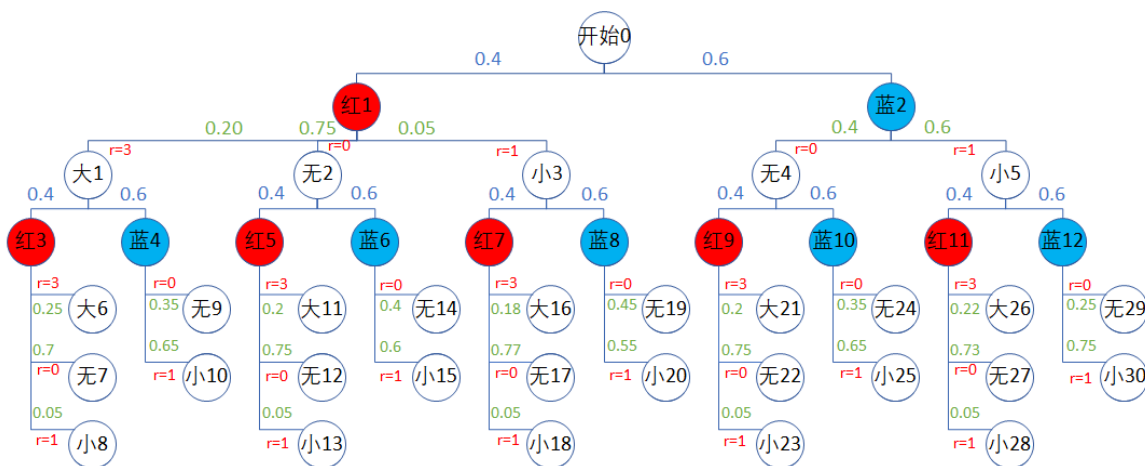 开始0
0.4 0.6
红1 蓝2
0.20 0.75 0.05 0.4 0.6
r=3 r=0 r=1 r=0 r=1
大1 无2 小3 无4 小5
0.4 0.6 0.4 0.6 0.4 0.6 0.4 0.6 0.4 0.6
红3 蓝4 红5 蓝6 红7 蓝8 红9 蓝10 红11 蓝12
r=3 r=0 r=3 r=0 r=3 r=0 r=3 r=0 r=3 r=0
0.25 大6 0.35 无9 0.2 大11 0.4 无14 0.18 大16 0.45 无19 0.2 大21 0.35 无24 0.22 大26 0.25 无29
0.7 0.65 0.75 0.6 0.77 0.55 0.75 0.65 0.73 0.75
r=0 无7 r=1 小10 r=0 无12 r=1 小15 r=0 无17 r=1 小20 r=0 无22 r=1 小25 r=0 无27 r=1 小30
0.05 0.05 0.05 0.05 0.05
r=1 小8 r=1 小13 r=1 小18 r=1 小23 r=1 小28